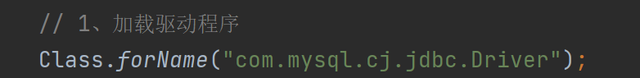 // 1、加载驱动程序
Class.forName("com.mysql.cj.jdbc.Driver");